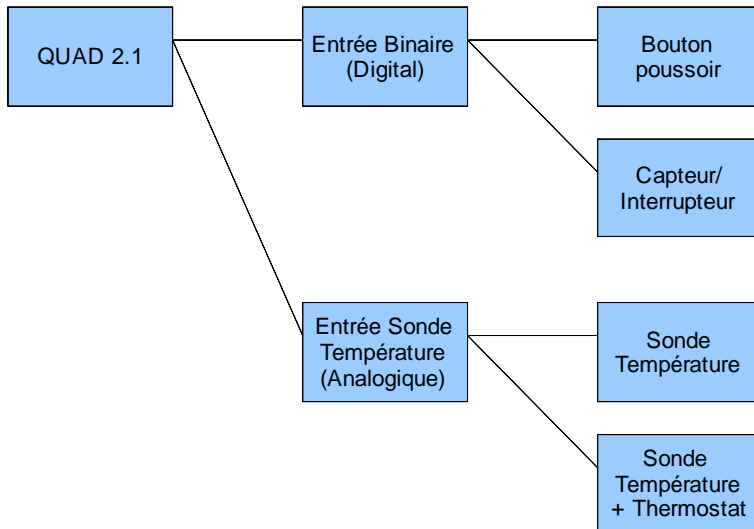 QUAD 2.1
Entrée Binaire
(Digital)
Bouton
poussoir
Capteur/
Interrupteur
Entrée Sonde
Température
(Analogique)
Sonde
Température
Sonde
Température
+ Thermostat